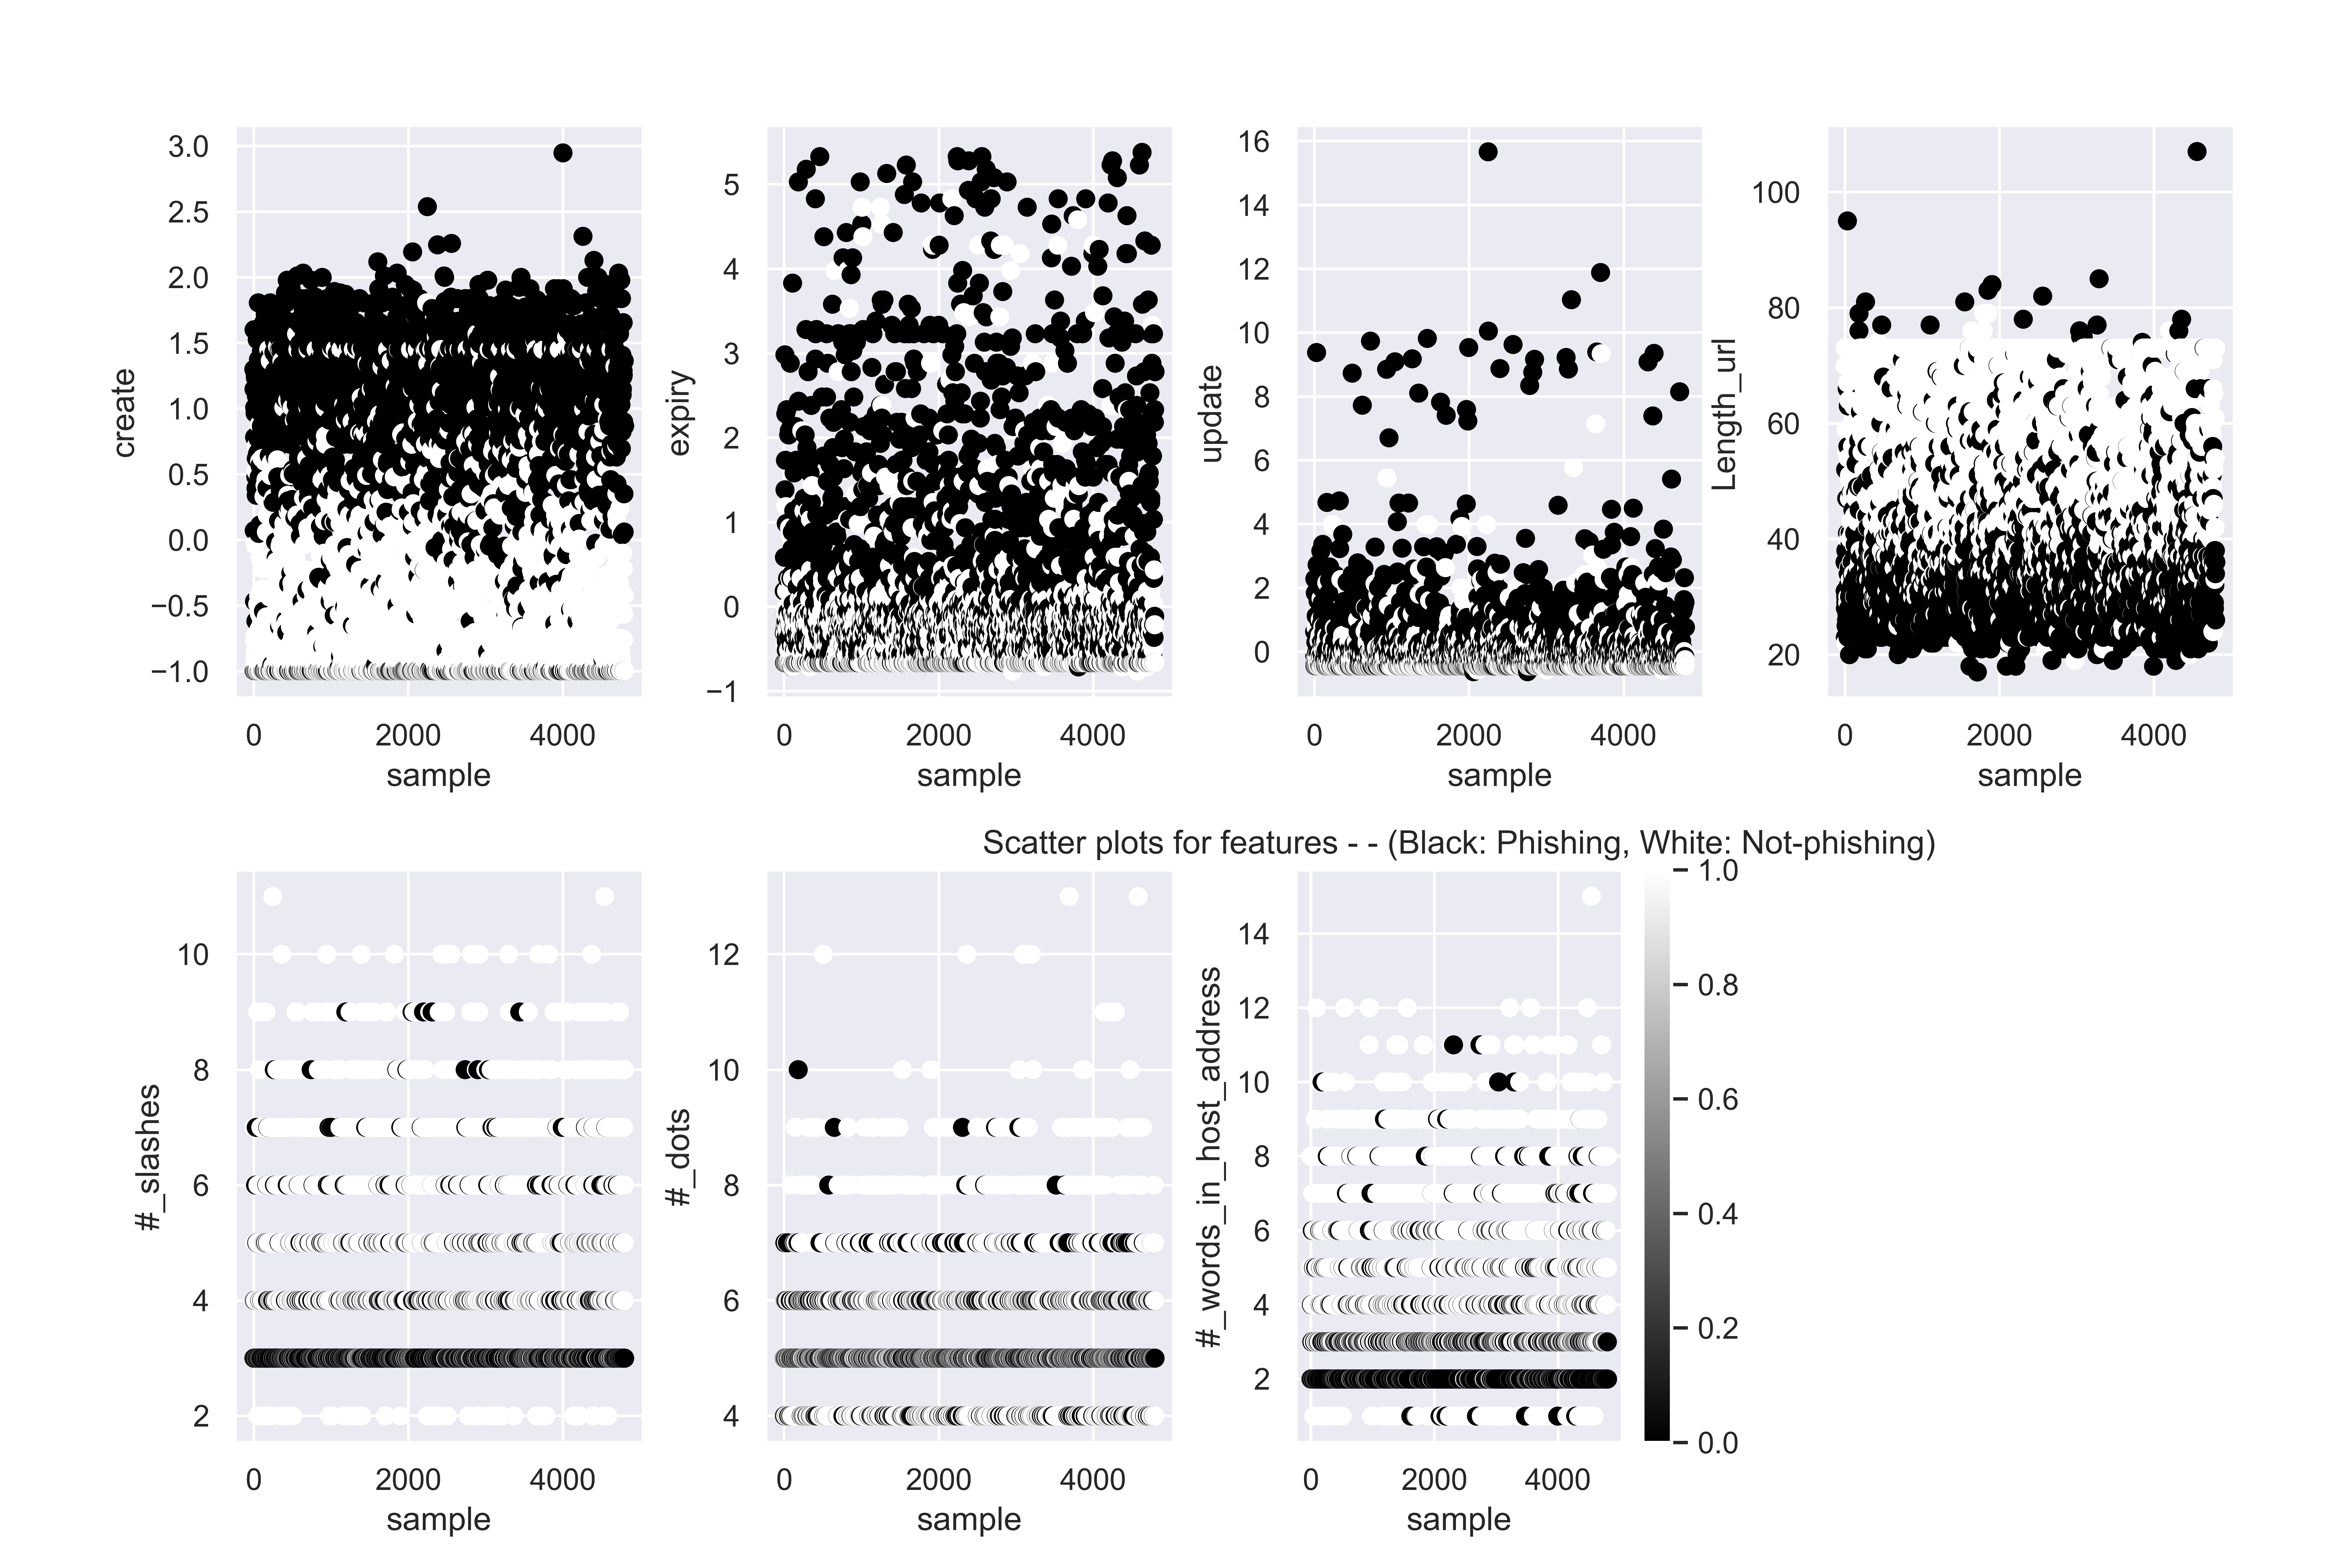 create
3.0
2.5
2.0
1.5
1.0
0.5
0.0
−0.5
−1.0
0 2000 4000
sample
expiry
5
4
3
2
1
0
−1
0 2000 4000
sample
update
16
14
12
10
8
6
4
2
0
0 2000 4000
sample
Length_url
100
80
60
40
20
0 2000 4000
sample
Scatter plots for features - - (Black: Phishing, White: Not-phishing)
#_slashes
10
8
6
4
2
0 2000 4000
sample
#_dots
12
10
8
6
4
0 2000 4000
sample
#_words_in_host_address
14
12
10
8
6
4
2
0 2000 4000
sample
1.0
0.8
0.6
0.4
0.2
0.0